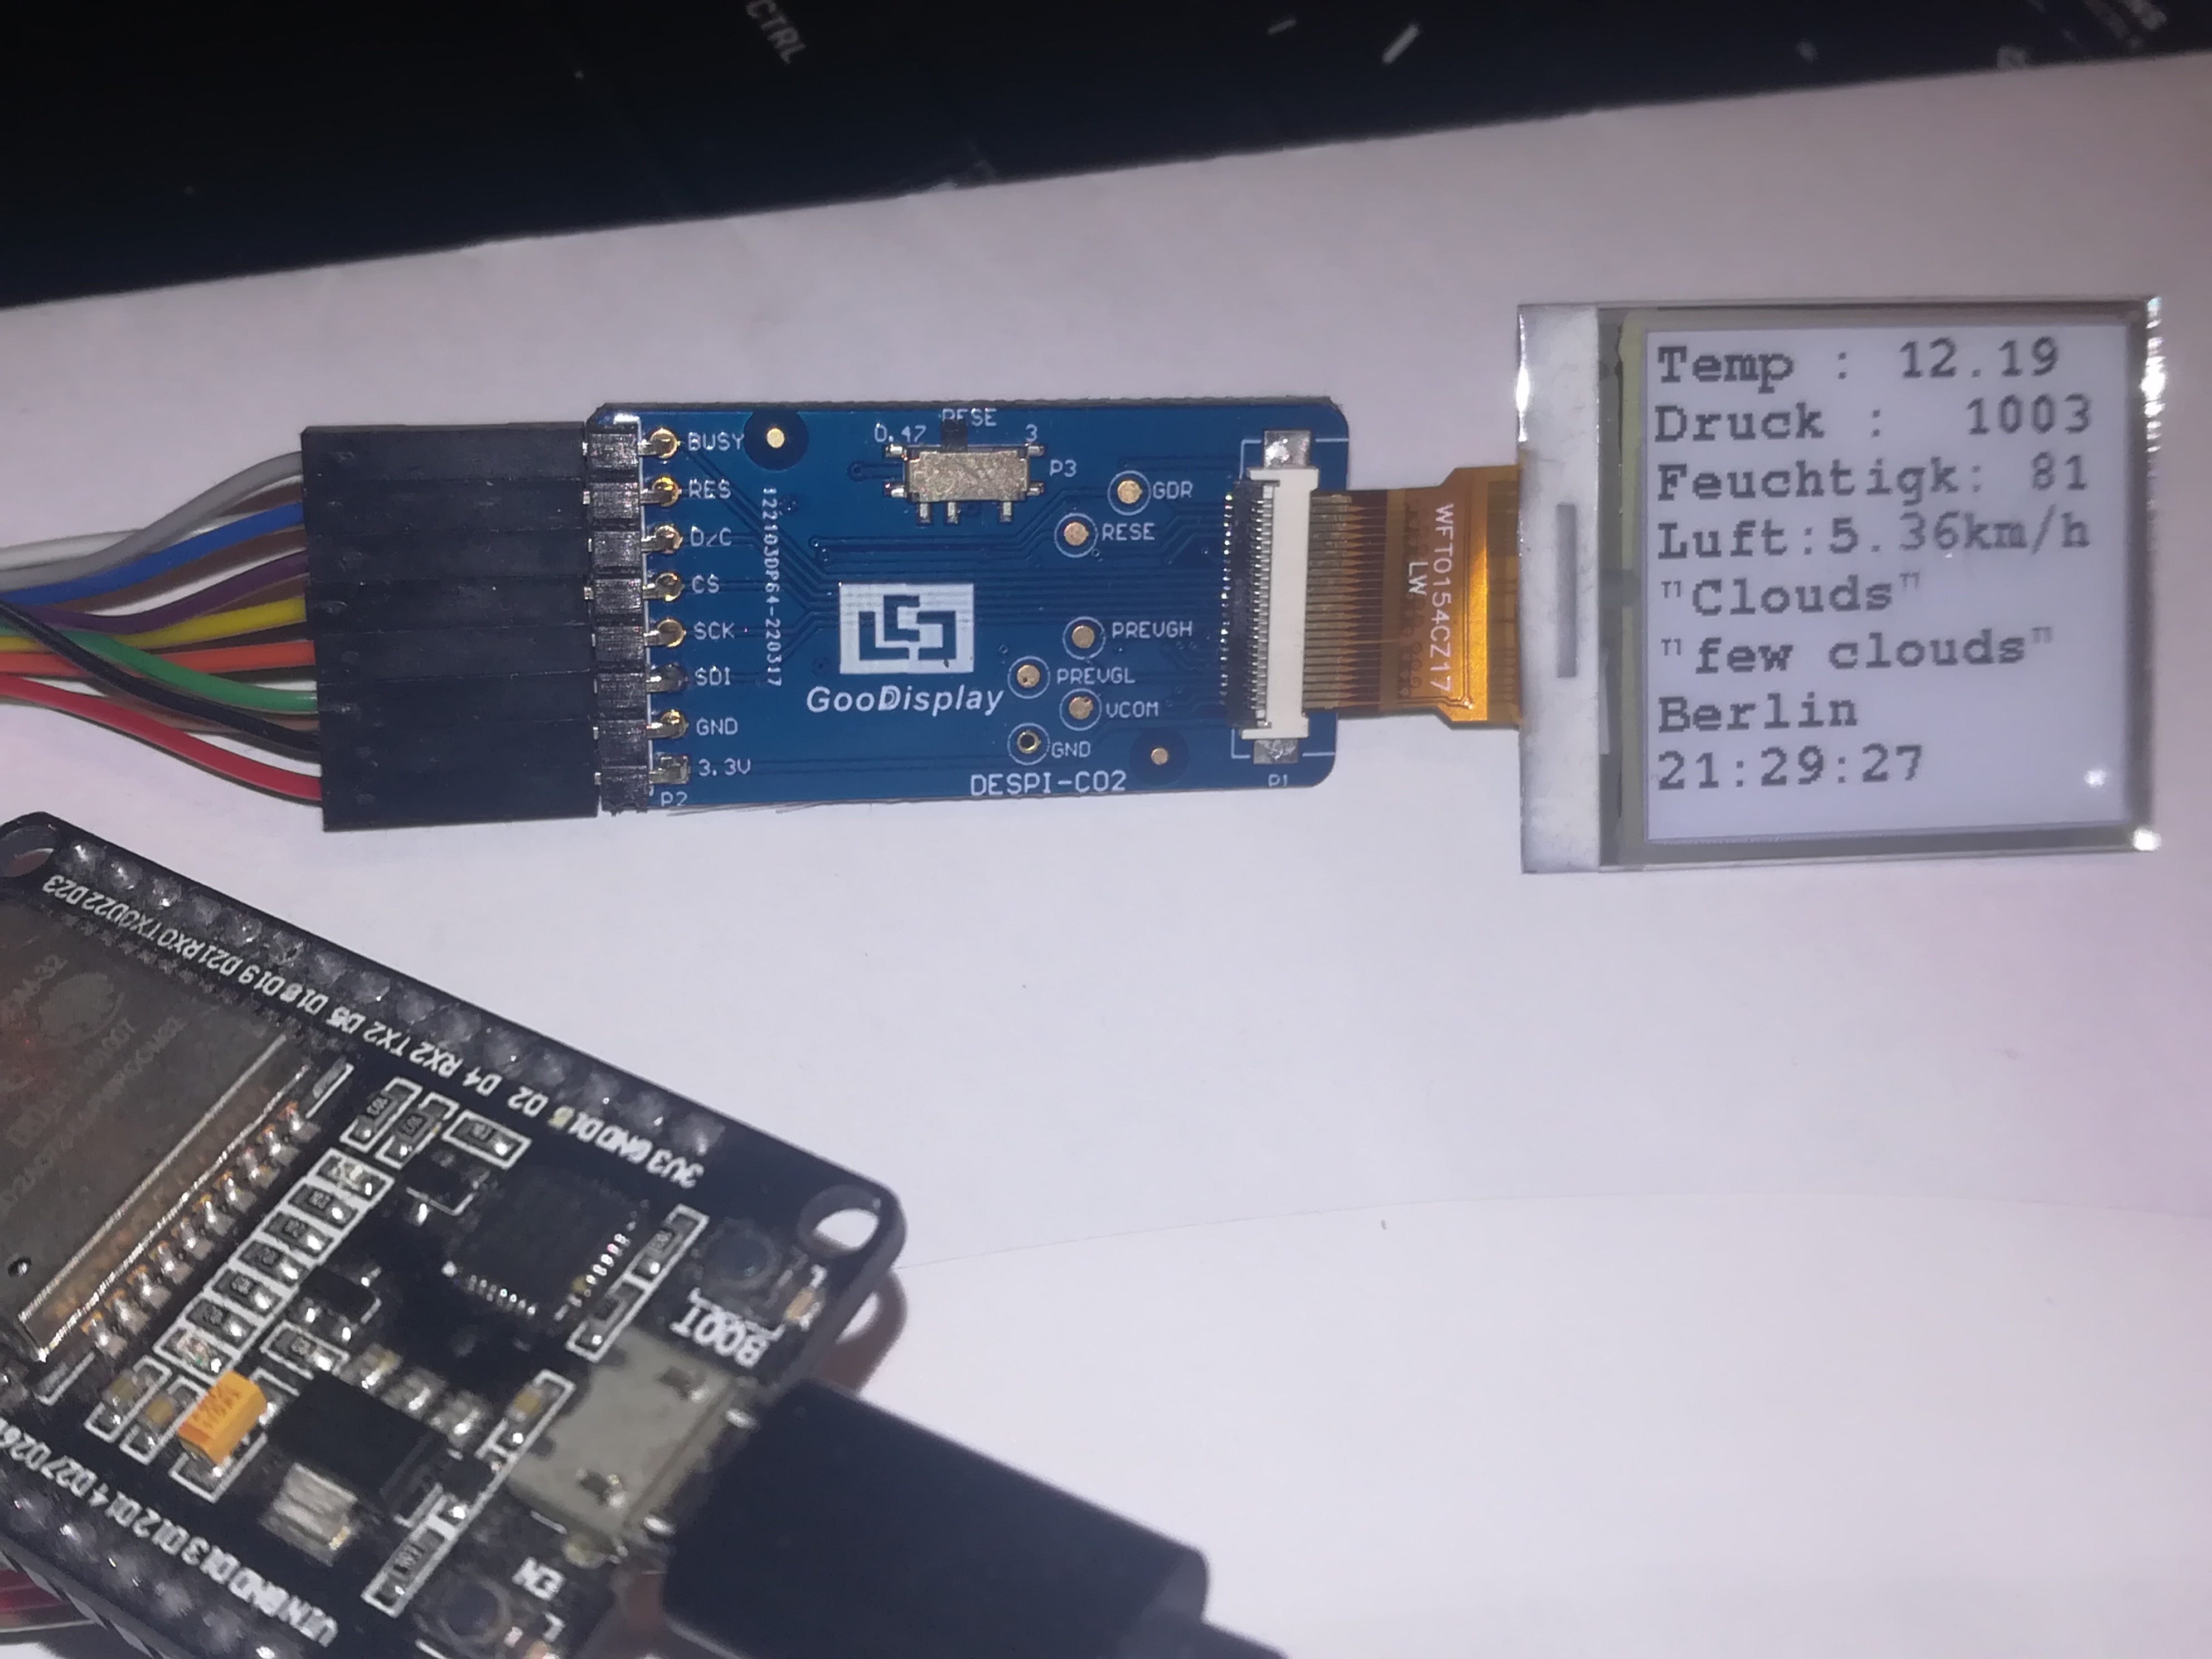 CTRL
BUSY
RES
D/C
CS
SCK
SDI
GND
3.3V
P2
RESE
0.47
3
P3
GDR
RESE
PREVGH
PREVGL
VCOM
GND
GooDisplay
DESPI-C02
P1
WFT0154CZ17
LW
Temp : 12.19
Druck : 1003
Feuchtigk: 81
Luft:5.36km/h
"Clouds"
"few clouds"
Berlin
21:29:27
D23 D22 TX0 RX0 D21 D19 D18 D5 TX2 RX2 D4 D2 D15 GND 3V3
BOOT
EN
VIN GND D13 D12 D14 D27 D26